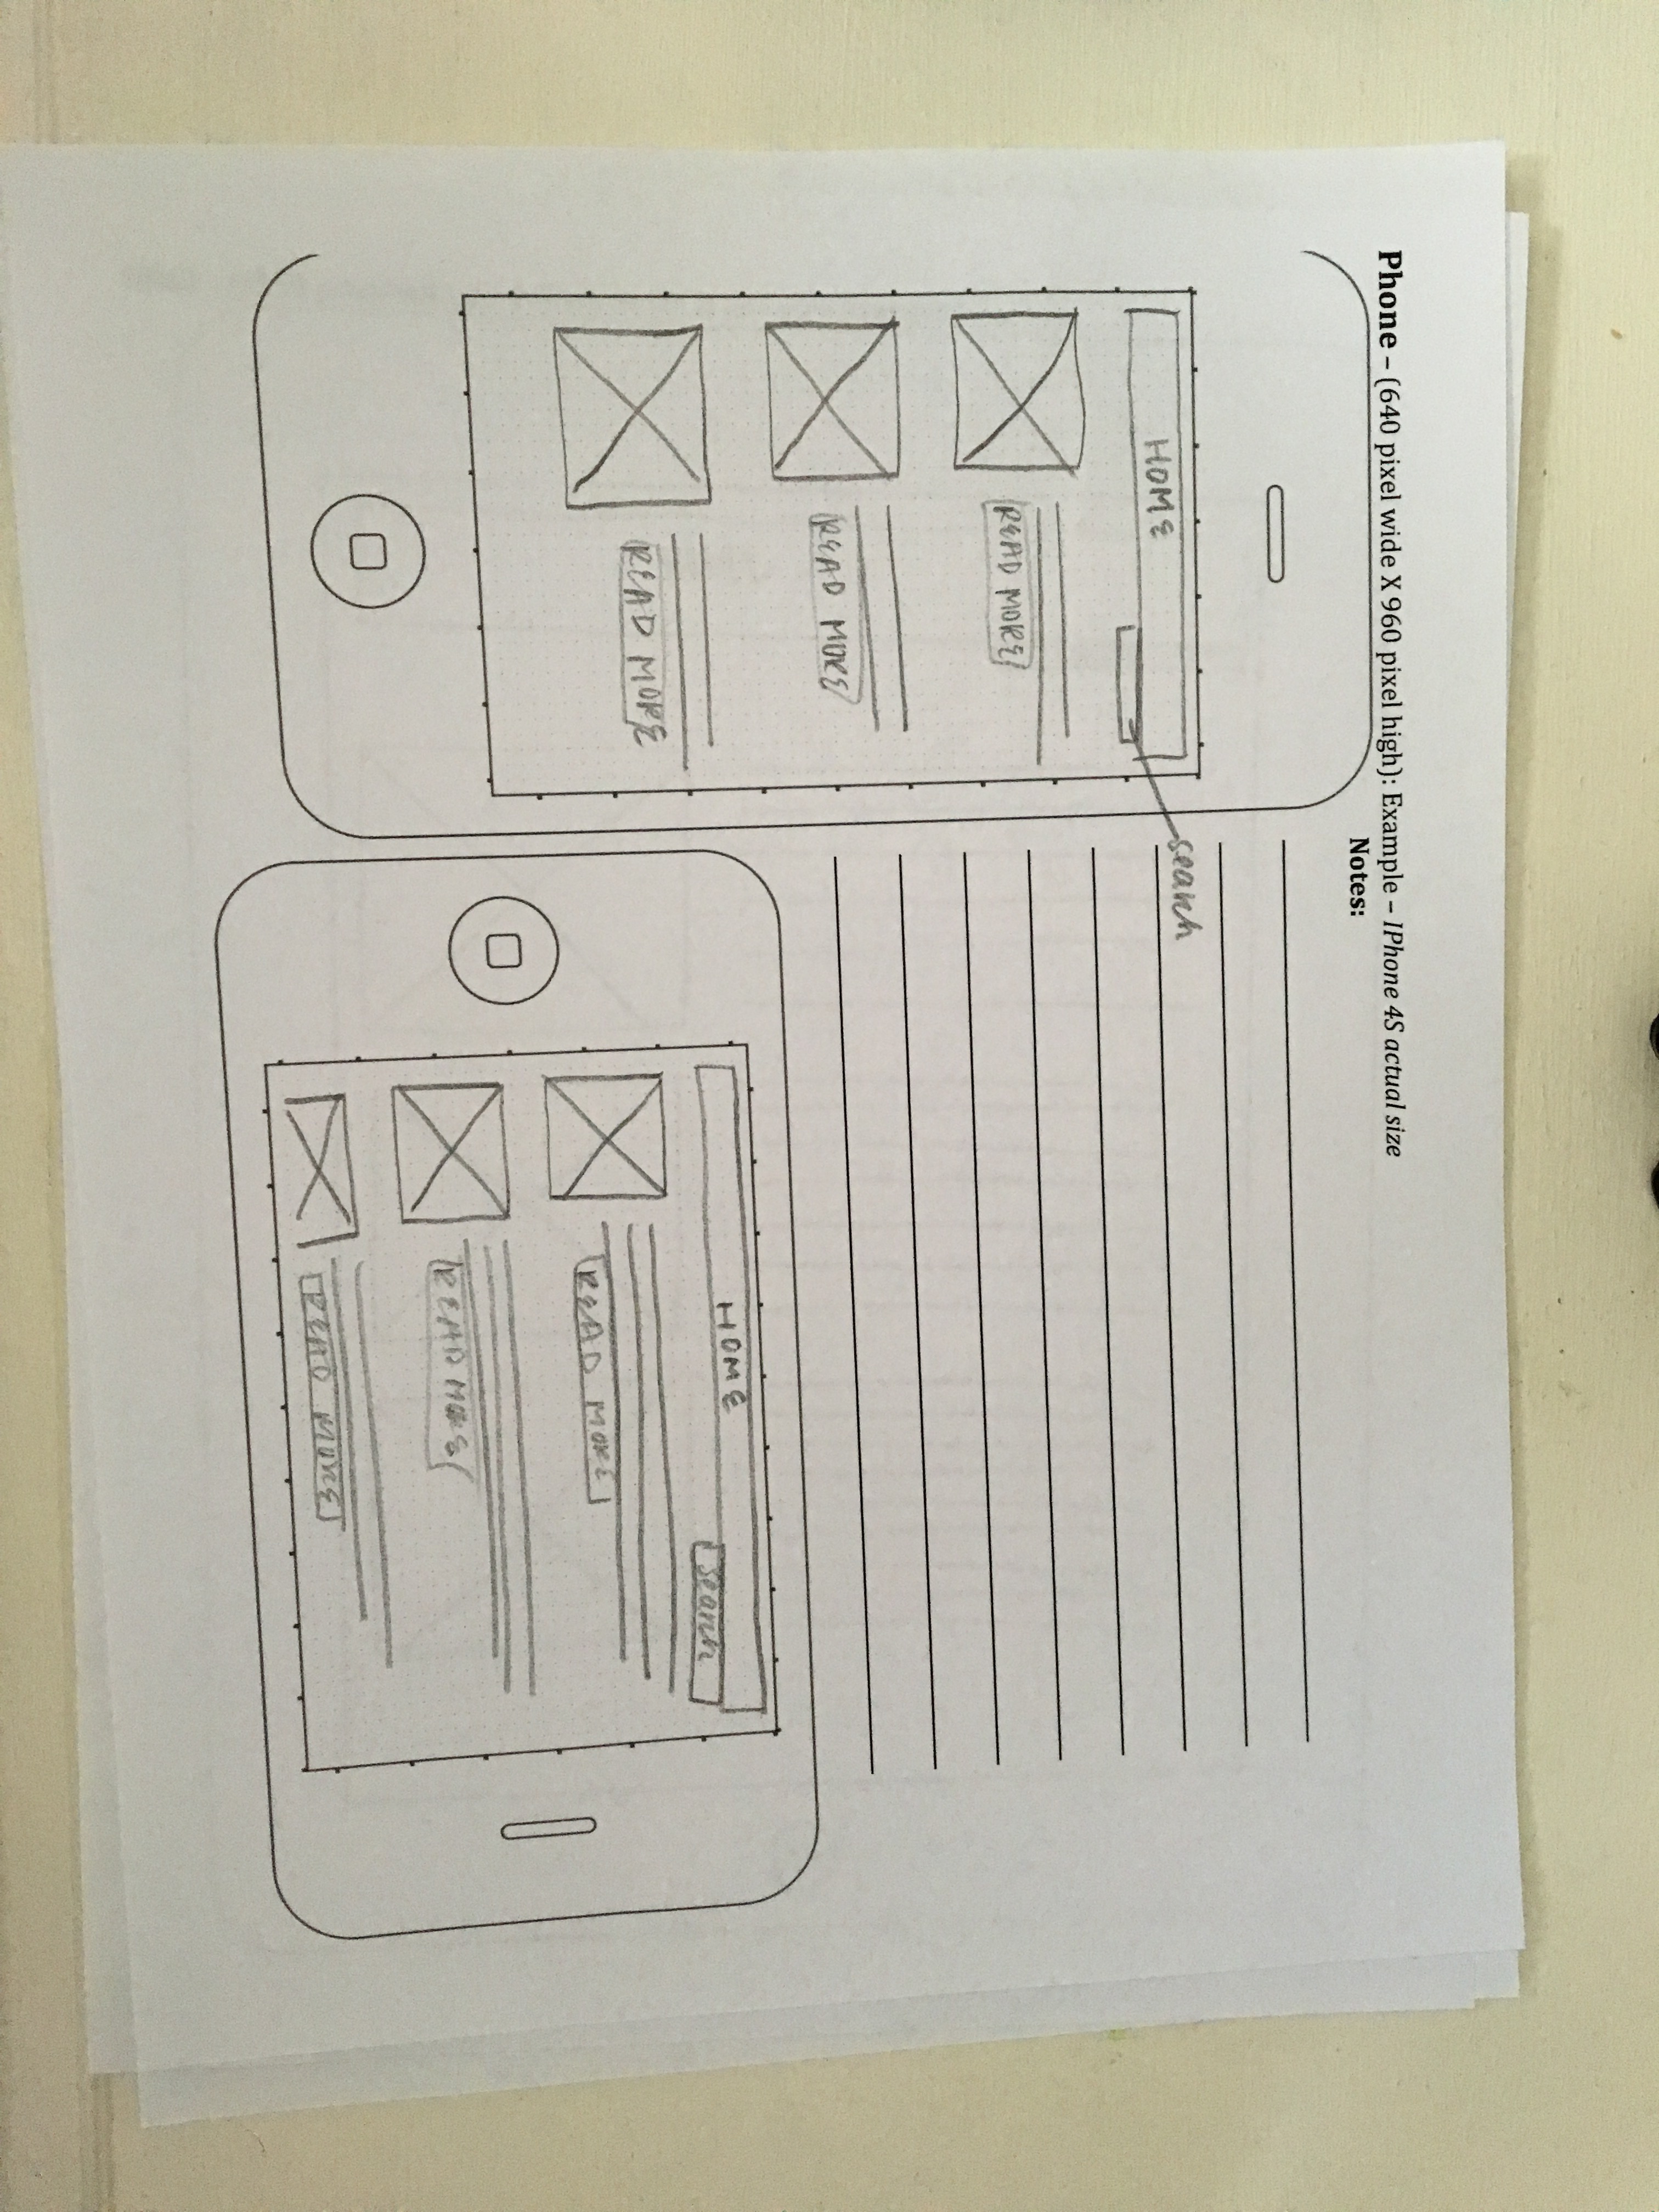 Phone – (640 pixel wide X 960 pixel high): Example – IPhone 4S actual size
Notes:
HOME
search
READ MORE
READ MORE
READ MORE
HOME
search
READ MORE
READ MORE
READ MORE